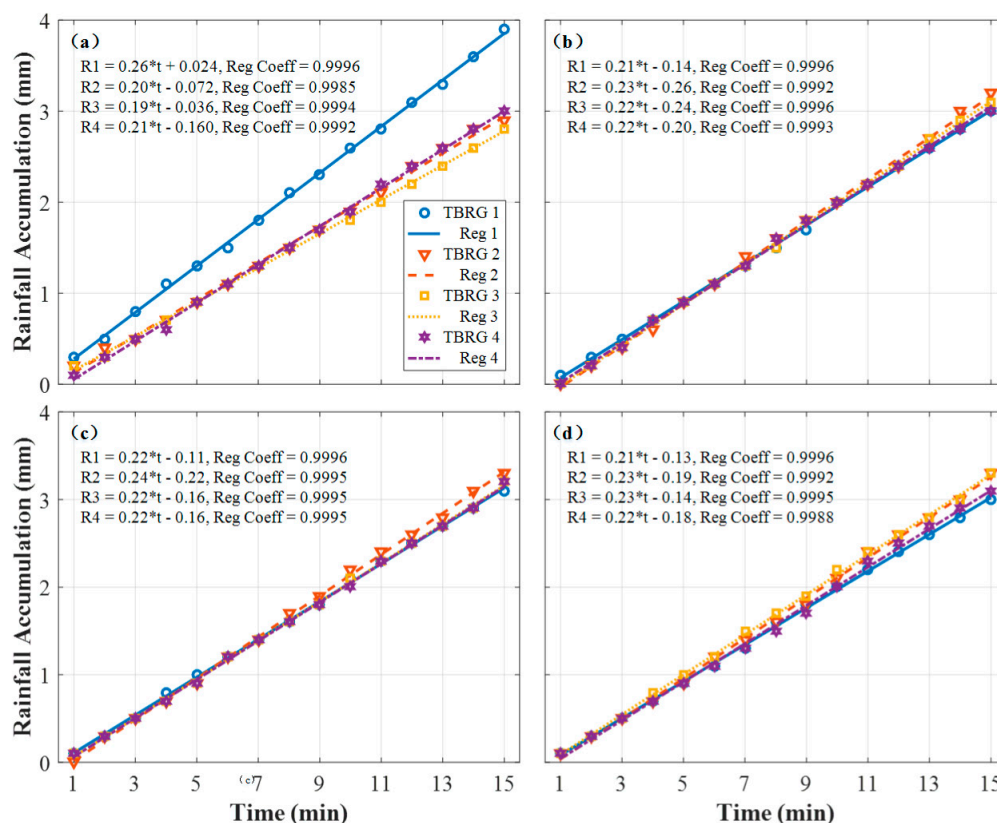 (a)
R1 = 0.26*t + 0.024, Reg Coeff = 0.9996
R2 = 0.20*t - 0.072, Reg Coeff = 0.9985
R3 = 0.19*t - 0.036, Reg Coeff = 0.9994
R4 = 0.21*t - 0.160, Reg Coeff = 0.9992
4
3
2
1
0
Rainfall Accumulation (mm)
TBRG 1
Reg 1
TBRG 2
Reg 2
TBRG 3
Reg 3
TBRG 4
Reg 4
(b)
R1 = 0.21*t - 0.14, Reg Coeff = 0.9996
R2 = 0.23*t - 0.26, Reg Coeff = 0.9992
R3 = 0.22*t - 0.24, Reg Coeff = 0.9996
R4 = 0.22*t - 0.20, Reg Coeff = 0.9993
(c)
R1 = 0.22*t - 0.11, Reg Coeff = 0.9996
R2 = 0.24*t - 0.22, Reg Coeff = 0.9995
R3 = 0.22*t - 0.16, Reg Coeff = 0.9995
R4 = 0.22*t - 0.16, Reg Coeff = 0.9995
4
3
2
1
0
Rainfall Accumulation (mm)
1 3 5 7 9 11 13 15
Time (min)
(d)
R1 = 0.21*t - 0.13, Reg Coeff = 0.9996
R2 = 0.23*t - 0.19, Reg Coeff = 0.9992
R3 = 0.23*t - 0.14, Reg Coeff = 0.9995
R4 = 0.22*t - 0.18, Reg Coeff = 0.9988
1 3 5 7 9 11 13 15
Time (min)